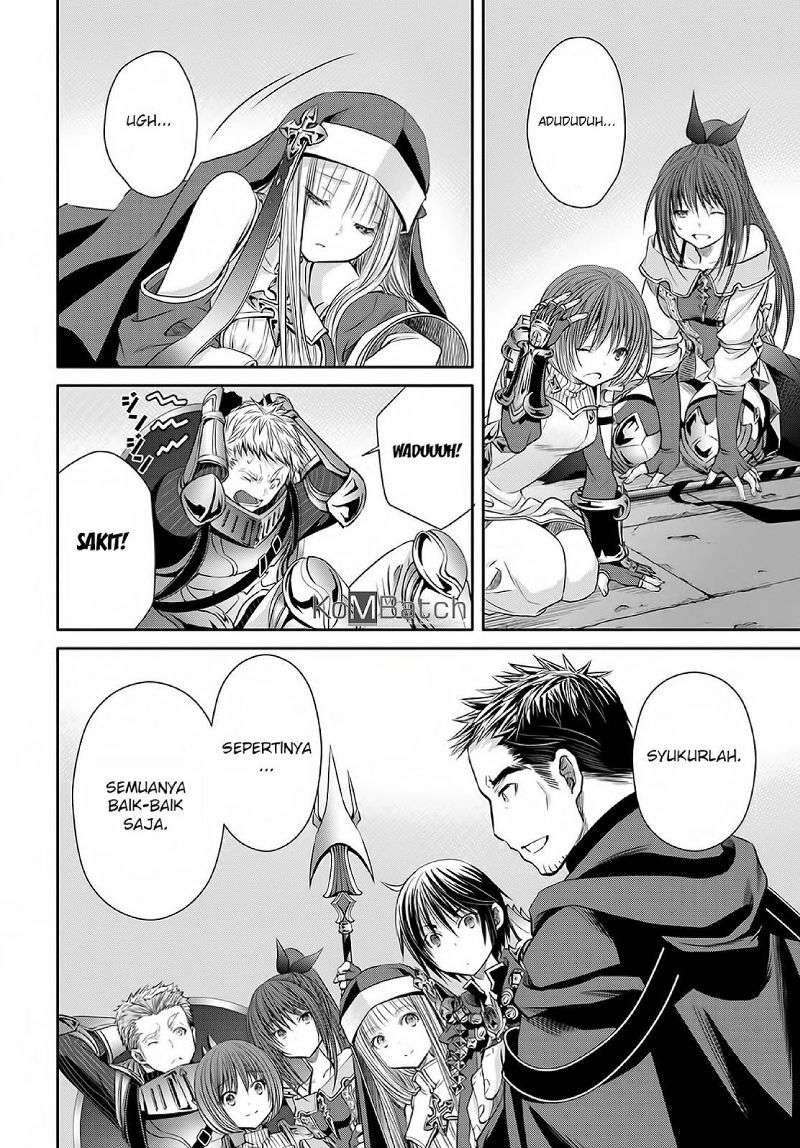 ADUDUDUH...
UGH...
WADUUUH!
SAKIT!
SYUKURLAH.
SEPERTINYA
...
SEMUANYA
BAIK-BAIK
SAJA.
KoMBatch